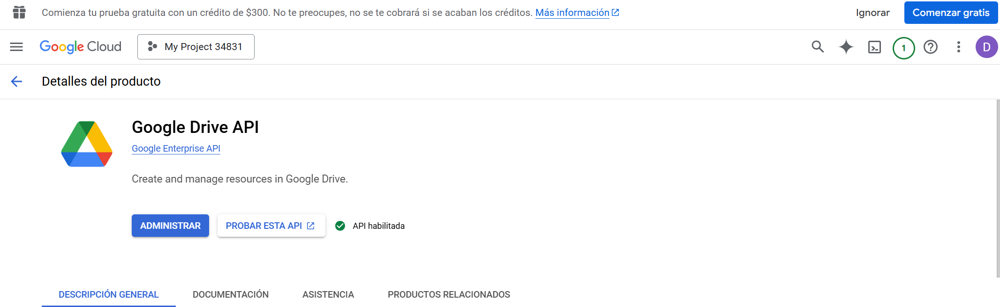 Comienza tu prueba gratuita con un crédito de $300. No te preocupes, no se te cobrará si se acaban los créditos. Más información
Ignorar
Comenzar gratis
Google Cloud
My Project 34831
1
D
Detalles del producto
Google Drive API
Google Enterprise API
Create and manage resources in Google Drive.
ADMINISTRAR
PROBAR ESTA API
API habilitada
DESCRIPCIÓN GENERAL
DOCUMENTACIÓN
ASISTENCIA
PRODUCTOS RELACIONADOS